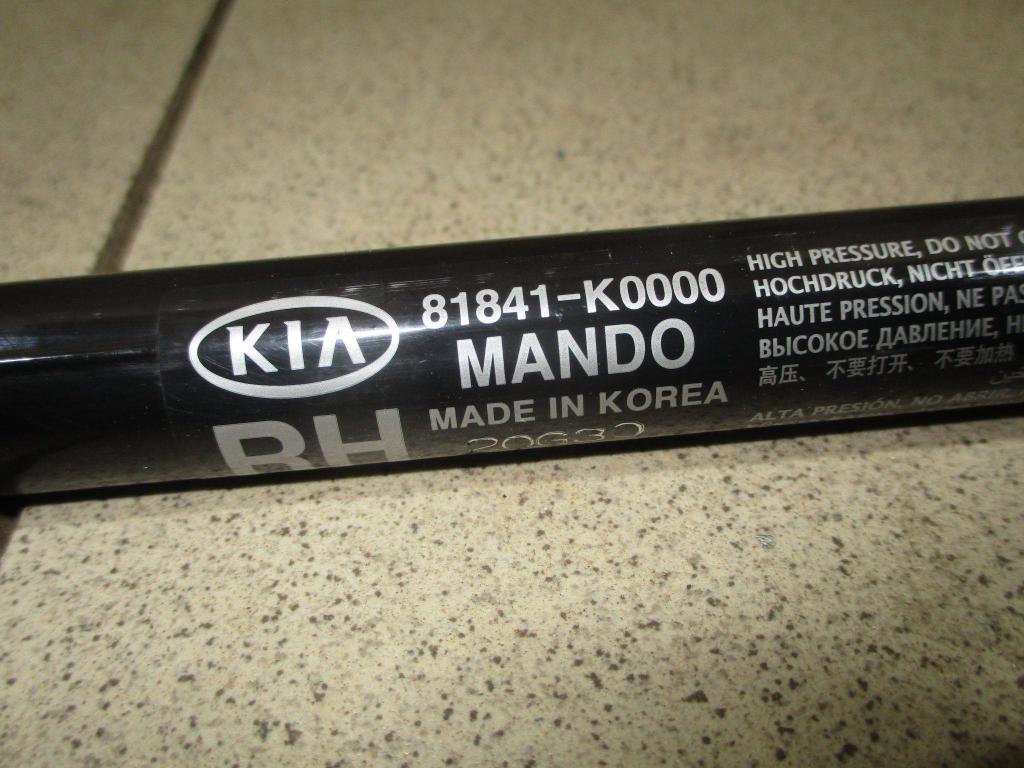 KIA
81841-K0000
MANDO
MADE IN KOREA
RH
HIGH PRESSURE, DO NOT
HOCHDRUCK, NICHT
HAUTE PRESSION, NE PAS
ВЫСОКОЕ ДАВЛЕНИЕ,
高压、 不要打开、 不要加热
ALTA PRESIÓN, NO